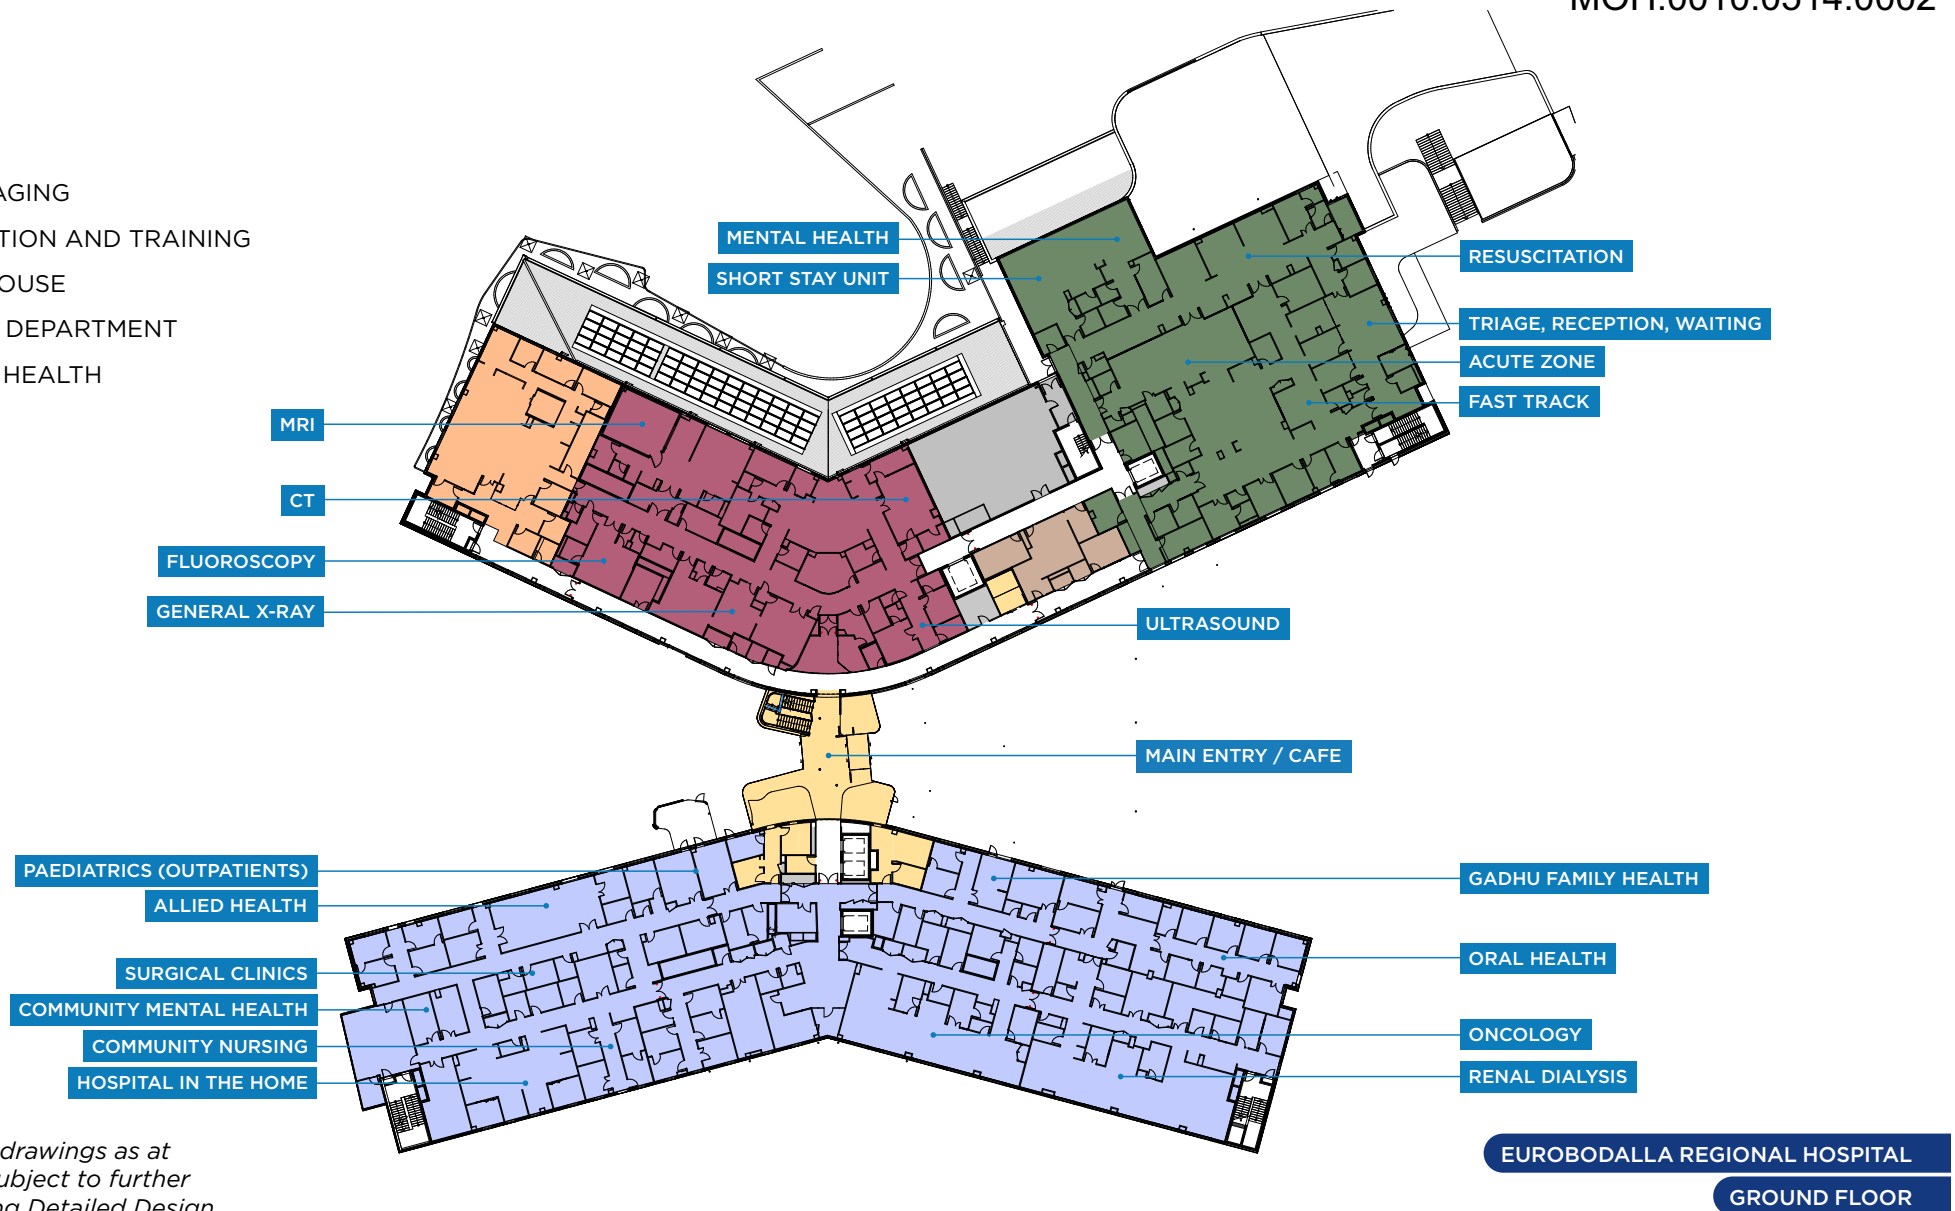 AGING
TION AND TRAINING
OUSE
DEPARTMENT
HEALTH
MENTAL HEALTH
SHORT STAY UNIT
RESUSCITATION
TRIAGE, RECEPTION, WAITING
ACUTE ZONE
FAST TRACK
MRI
CT
FLUOROSCOPY
GENERAL X-RAY
ULTRASOUND
MAIN ENTRY / CAFE
PAEDIATRICS (OUTPATIENTS)
ALLIED HEALTH
SURGICAL CLINICS
COMMUNITY MENTAL HEALTH
COMMUNITY NURSING
HOSPITAL IN THE HOME
GADHU FAMILY HEALTH
ORAL HEALTH
ONCOLOGY
RENAL DIALYSIS
drawings as at
ubject to further
ng Detailed Design
EUROBODALLA REGIONAL HOSPITAL
GROUND FLOOR